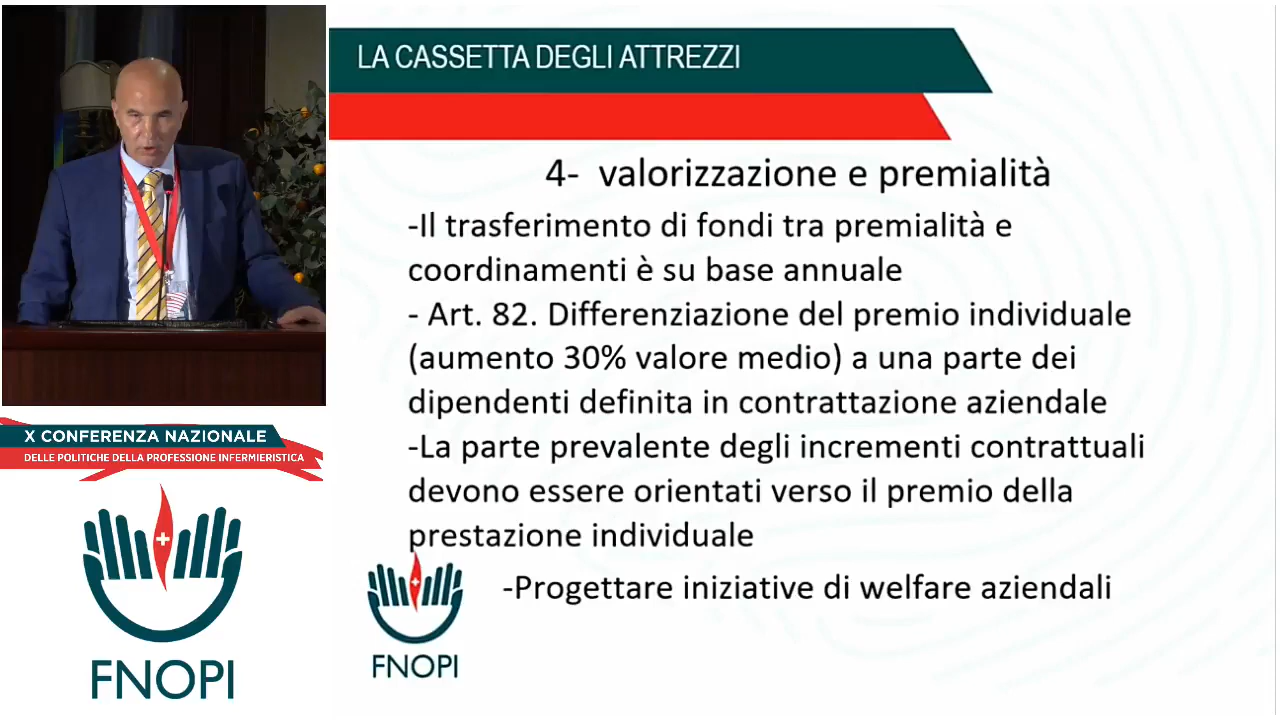 LA CASSETTA DEGLI ATTREZZI
4- valorizzazione e premialità
-Il trasferimento di fondi tra premialità e
coordinamenti è su base annuale
- Art. 82. Differenziazione del premio individuale
(aumento 30% valore medio) a una parte dei
dipendenti definita in contrattazione aziendale
-La parte prevalente degli incrementi contrattuali
devono essere orientati verso il premio della
prestazione individuale
-Progettare iniziative di welfare aziendali
FNOPI
X CONFERENZA NAZIONALE
DELLE POLITICHE DELLA PROFESSIONE INFERMIERISTICA
FNOPI